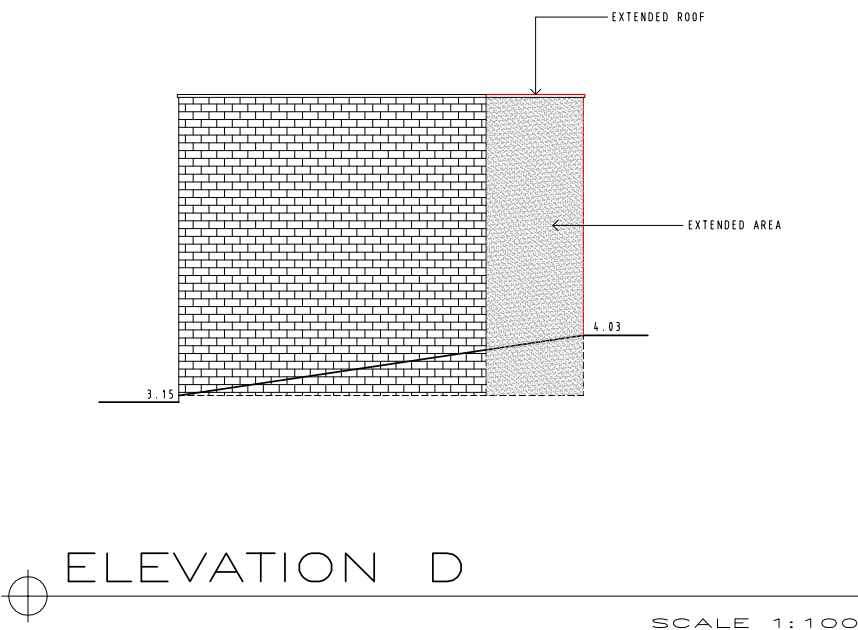 EXTENDED ROOF
EXTENDED AREA
4.03
3.15
ELEVATION D
SCALE 1:100